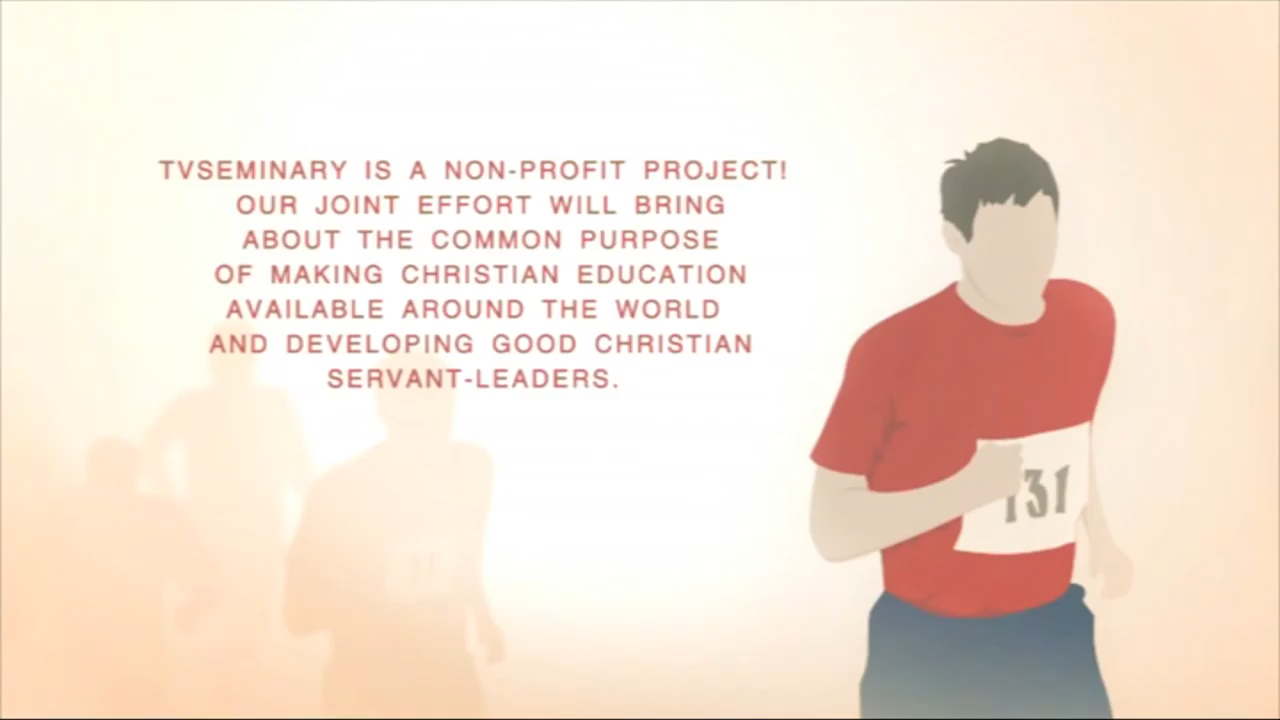 TVSEMINARY IS A NON-PROFIT PROJECT!
OUR JOINT EFFORT WILL BRING
ABOUT THE COMMON PURPOSE
OF MAKING CHRISTIAN EDUCATION
AVAILABLE AROUND THE WORLD
AND DEVELOPING GOOD CHRISTIAN
SERVANT-LEADERS.
131